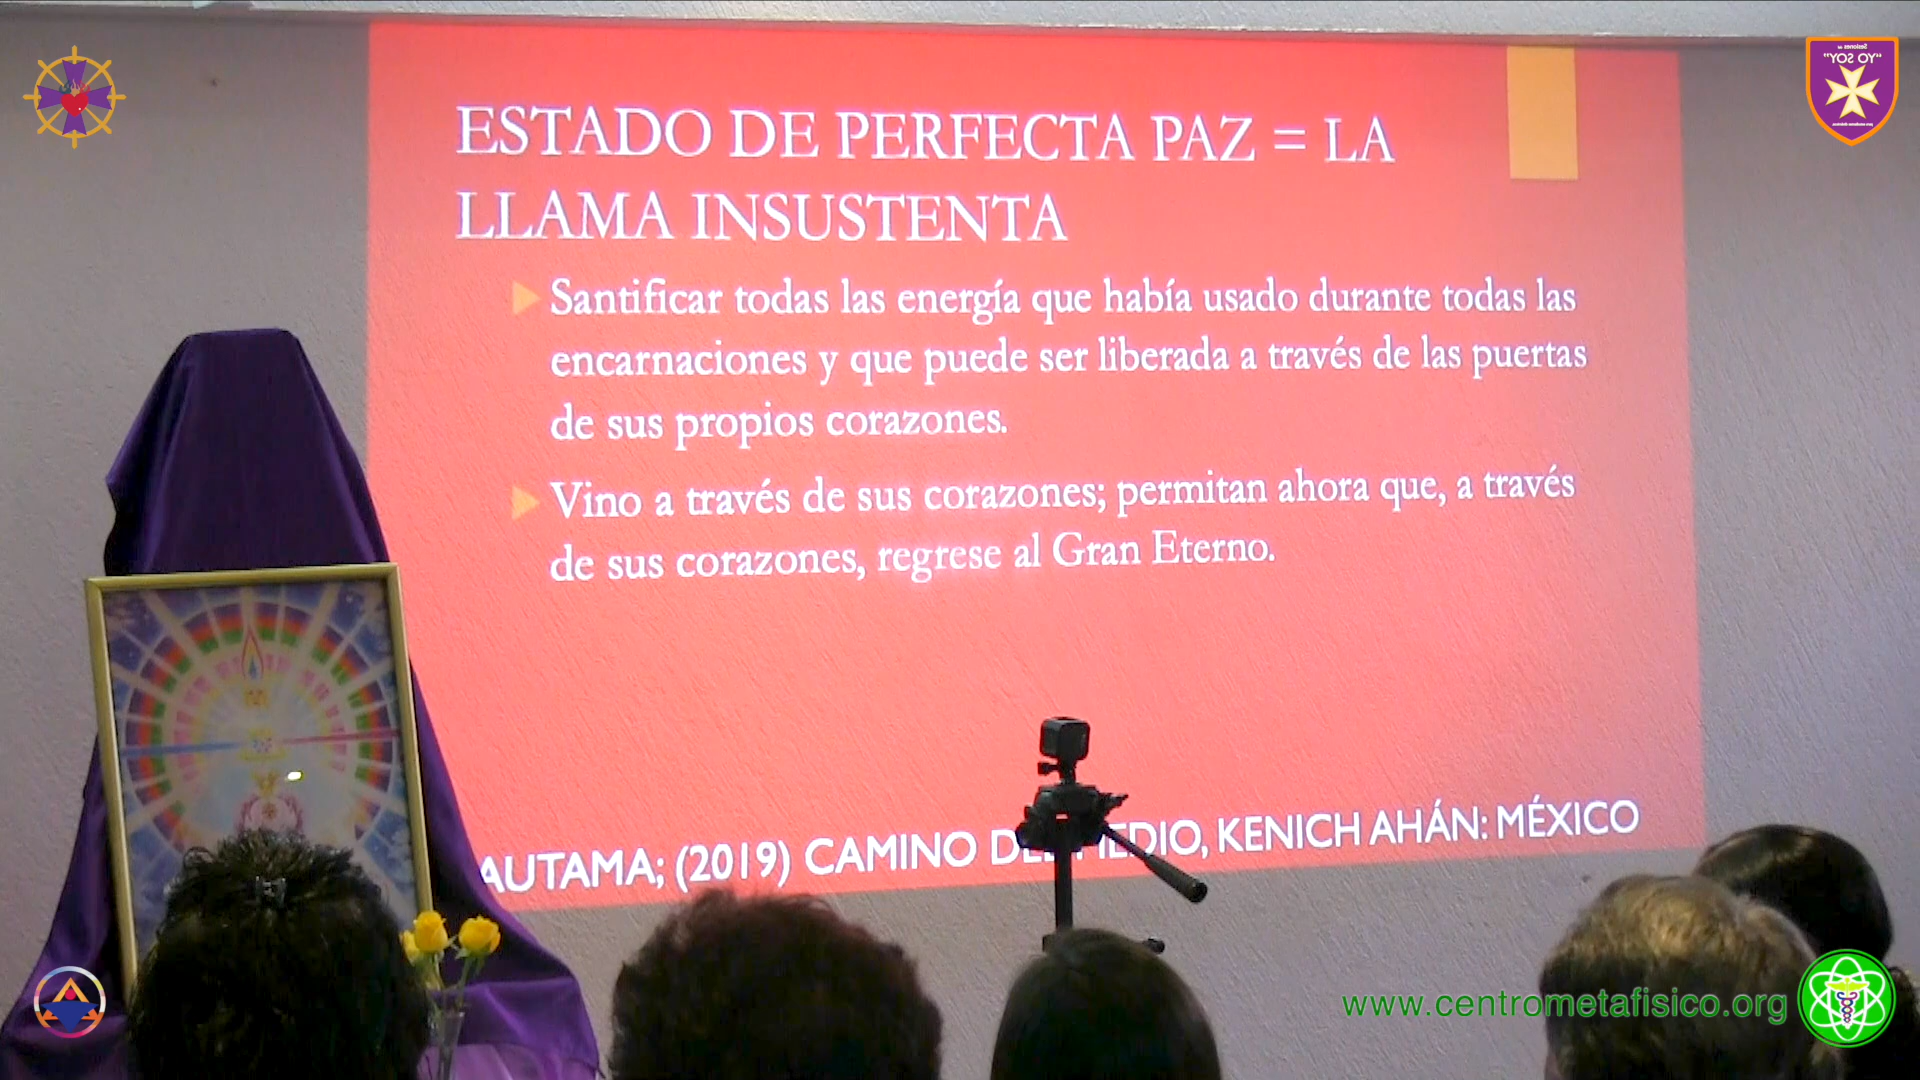 Sesiones de
"YO SOY"
ESTADO DE PERFECTA PAZ = LA
LLAMA INSUSTENTA
Santificar todas las energía que había usado durante todas las
encarnaciones y que puede ser liberada a través de las puertas
de sus propios corazones.
Vino a través de sus corazones; permitan ahora que, a través
de sus corazones, regrese al Gran Eterno.
AUTAMA; (2019) CAMINO DEL MEDIO, KENICH AHÁN: MÉXICO
www.centrometafisico.org